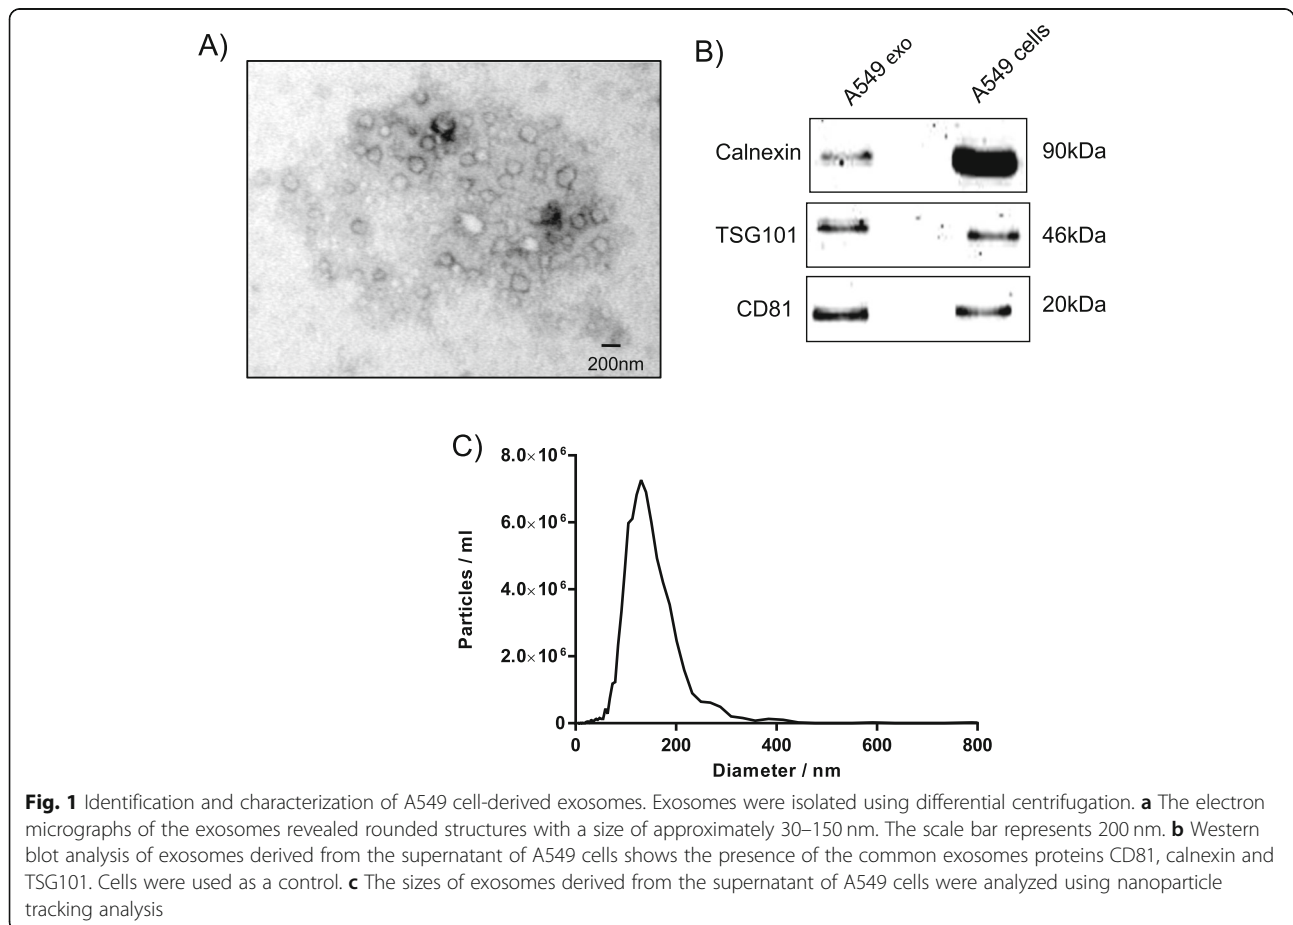 A)
200nm
B)
A549 exo
A549 cells
Calnexin
90kDa
TSG101
46kDa
CD81
20kDa
C)
8.0×10⁶
6.0×10⁶
4.0×10⁶
2.0×10⁶
0
Particles / ml
0 200 400 600 800
Diameter / nm
Fig. 1 Identification and characterization of A549 cell-derived exosomes. Exosomes were isolated using differential centrifugation. a The electron
micrographs of the exosomes revealed rounded structures with a size of approximately 30–150 nm. The scale bar represents 200 nm. b Western
blot analysis of exosomes derived from the supernatant of A549 cells shows the presence of the common exosomes proteins CD81, calnexin and
TSG101. Cells were used as a control. c The sizes of exosomes derived from the supernatant of A549 cells were analyzed using nanoparticle
tracking analysis